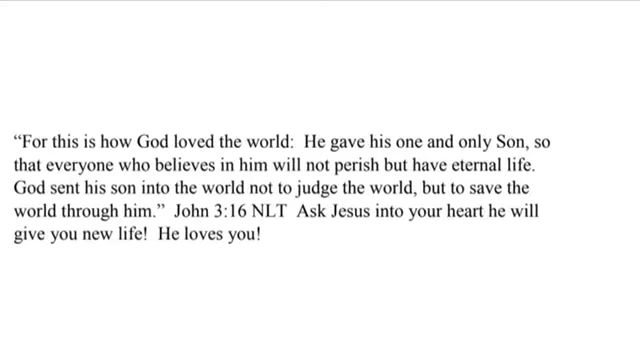 “For this is how God loved the world:  He gave his one and only Son, so
that everyone who believes in him will not perish but have eternal life.
God sent his son into the world not to judge the world, but to save the
world through him.”  John 3:16 NLT  Ask Jesus into your heart he will
give you new life!  He loves you!